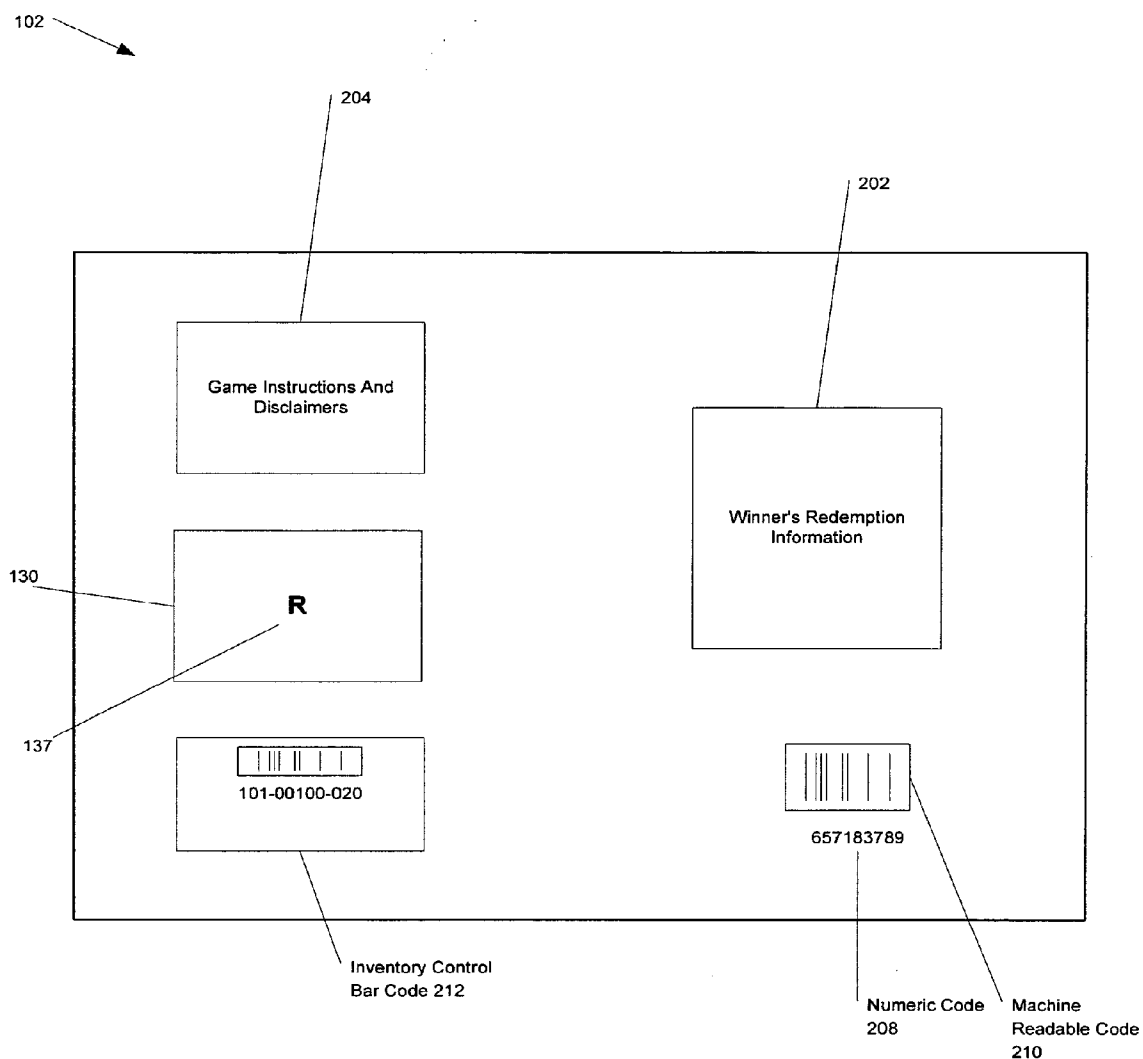 102
204
202
Game Instructions And
Disclaimers
Winner's Redemption
Information
130
R
137
101-00100-020
657183789
Inventory Control
Bar Code 212
Numeric Code
208
Machine
Readable Code
210